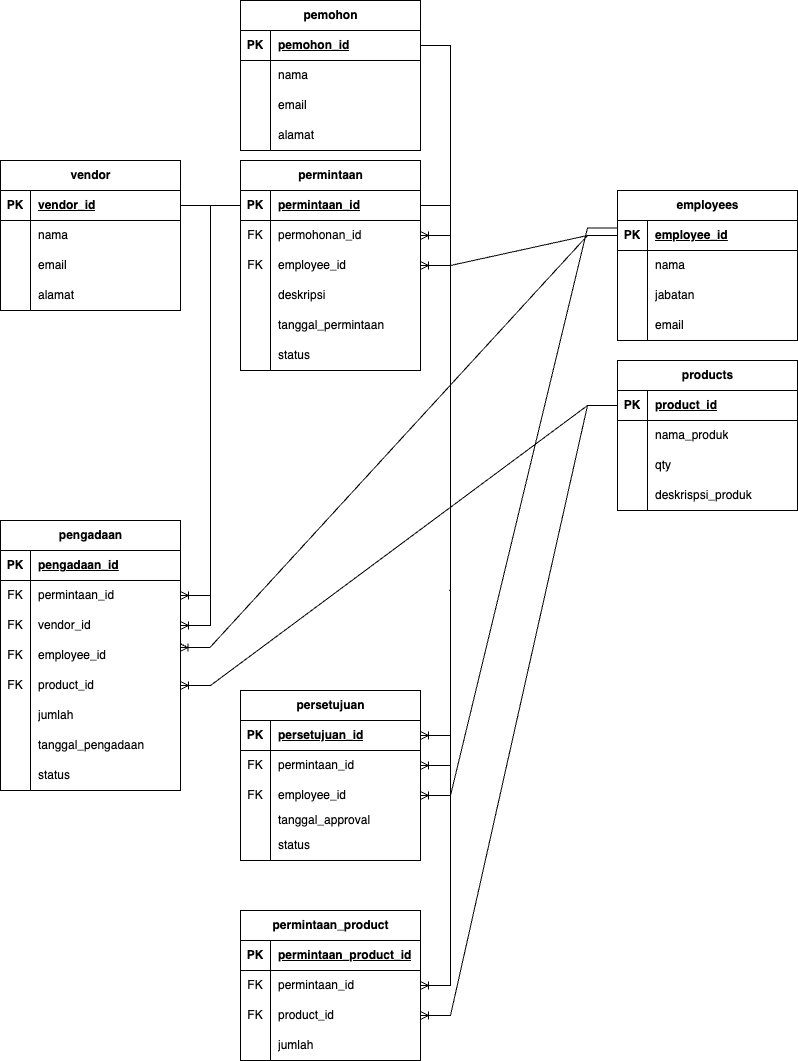 pemohon
PK pemohon_id
nama
email
alamat
vendor
PK vendor_id
nama
email
alamat
permintaan
PK permintaan_id
FK permohonan_id
FK employee_id
deskripsi
tanggal_permintaan
status
employees
PK employee_id
nama
jabatan
email
products
PK product_id
nama_produk
qty
deskrispsi_produk
pengadaan
PK pengadaan_id
FK permintaan_id
FK vendor_id
FK employee_id
FK product_id
jumlah
tanggal_pengadaan
status
persetujuan
PK persetujuan_id
FK permintaan_id
FK employee_id
tanggal_approval
status
permintaan_product
PK permintaan_product_id
FK permintaan_id
FK product_id
jumlah